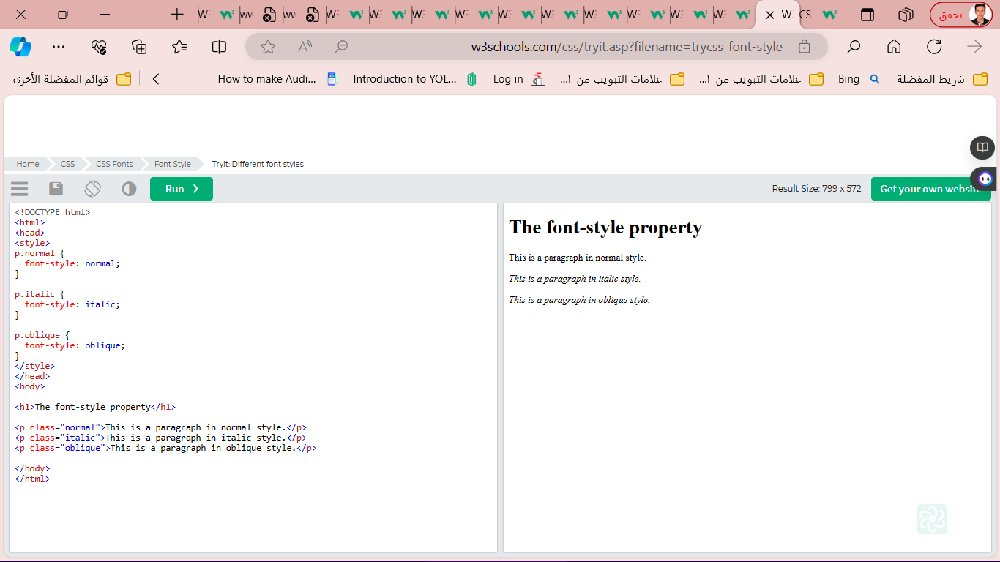 تحقق
w3schools.com/css/tryit.asp?filename=trycss_font-style
شريط المفضلة
Bing
علامات التبويب من ٢...
علامات التبويب من ٢...
Log in
Introduction to YOL...
How to make Audi...
قوائم المفضلة الأخرى
Home
CSS
CSS Fonts
Font Style
Tryit: Different font styles
Run ❯
Result Size: 799 x 572
Get your own website
<!DOCTYPE html>
<html>
<head>
<style>
p.normal {
  font-style: normal;
}
p.italic {
  font-style: italic;
}
p.oblique {
  font-style: oblique;
}
</style>
</head>
<body>
<h1>The font-style property</h1>
<p class="normal">This is a paragraph in normal style.</p>
<p class="italic">This is a paragraph in italic style.</p>
<p class="oblique">This is a paragraph in oblique style.</p>
</body>
</html>
The font-style property
This is a paragraph in normal style.
This is a paragraph in italic style.
This is a paragraph in oblique style.